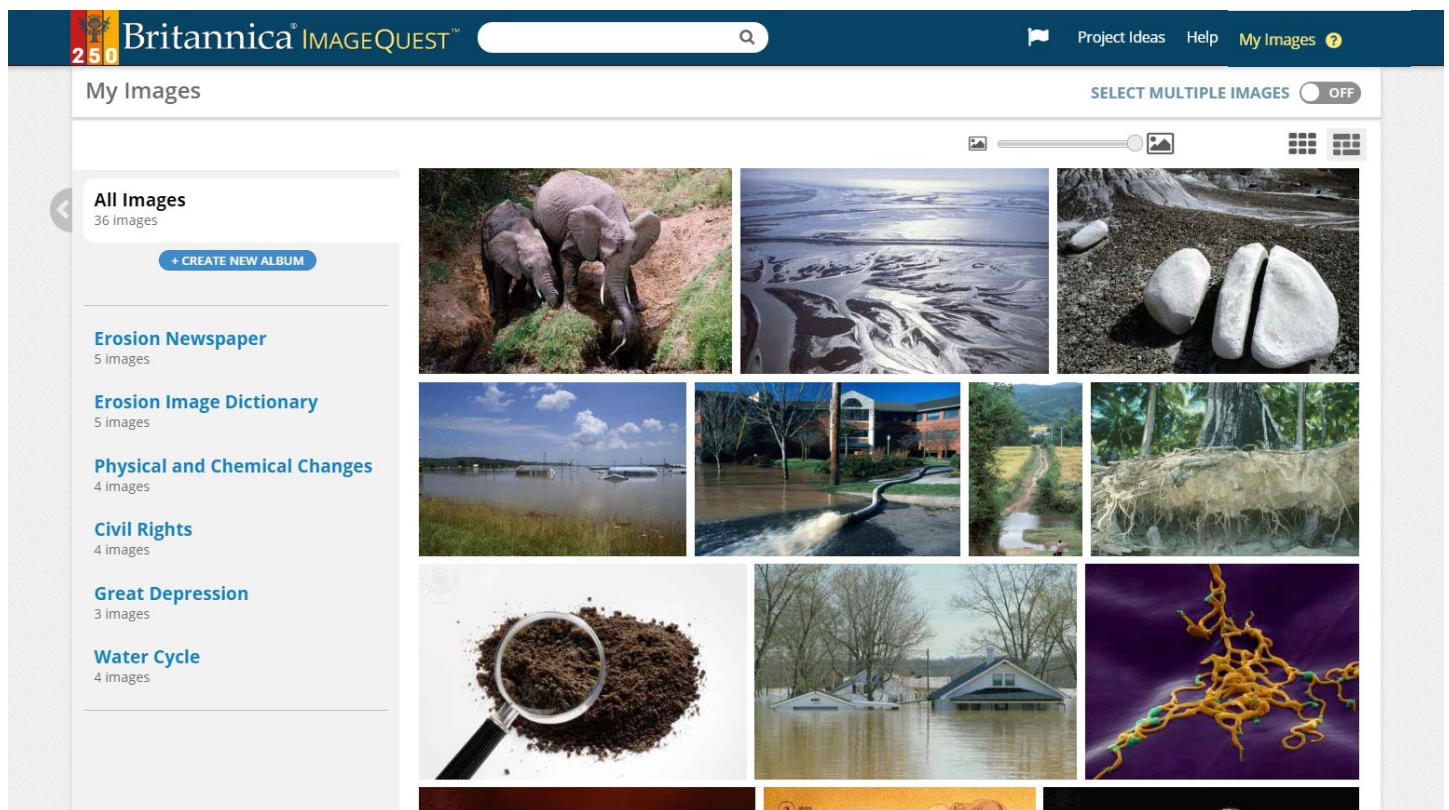 250 Britannica® IMAGEQUEST™
Project Ideas Help My Images ?
My Images
SELECT MULTIPLE IMAGES OFF
All Images
36 images
+ CREATE NEW ALBUM
Erosion Newspaper
5 images
Erosion Image Dictionary
5 images
Physical and Chemical Changes
4 images
Civil Rights
4 images
Great Depression
3 images
Water Cycle
4 images